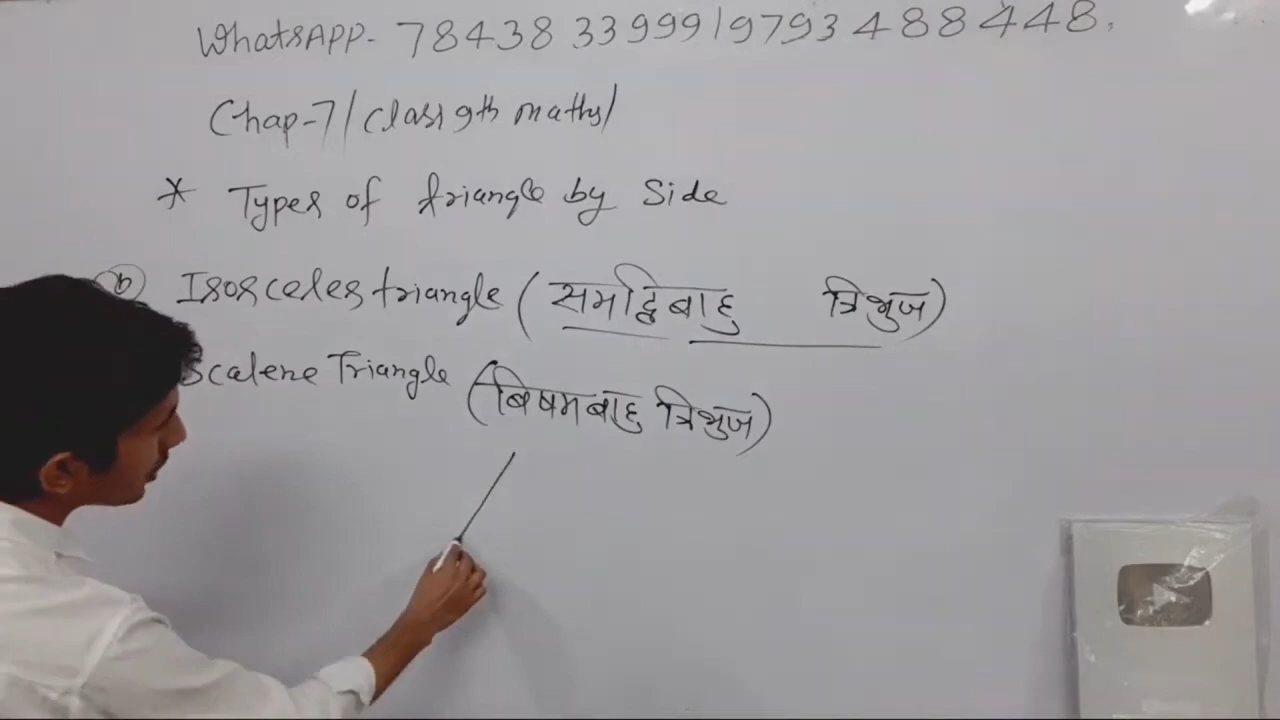 WhatsAPP- 78438 33999/9793488448.
Chap-7/Class 9th maths/
* Types of triangle by Side
(b) Isosceles triangle (समद्विबाहु त्रिभुज)
Scalene Triangle (बिषमबाहु त्रिभुज)